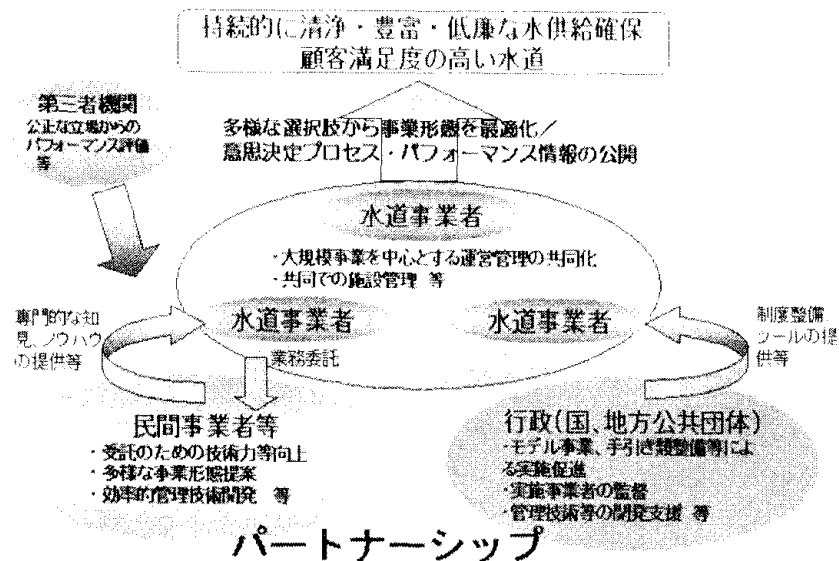 持続的に清浄・豊富・低廉な水供給確保
顧客満足度の高い水道
第三者機関
公正な立場からの
パフォーマンス評価
等
多様な選択肢から事業形態を最適化／
意思決定プロセス・パフォーマンス情報の公開
水道事業者
・大規模事業を中心とする運営管理の共同化
・共同での施設管理 等
水道事業者
水道事業者
専門的な知
見、ノウハウ
の提供等
制度整備、
ツールの提
供等
業務委託
民間事業者等
・受託のための技術力等向上
・多様な事業形態提案
・効率的管理技術開発 等
行政(国、地方公共団体)
・モデル事業、手引き類整備等によ
る実施促進
・実施事業者の監督
・管理技術等の開発支援 等
パートナーシップ